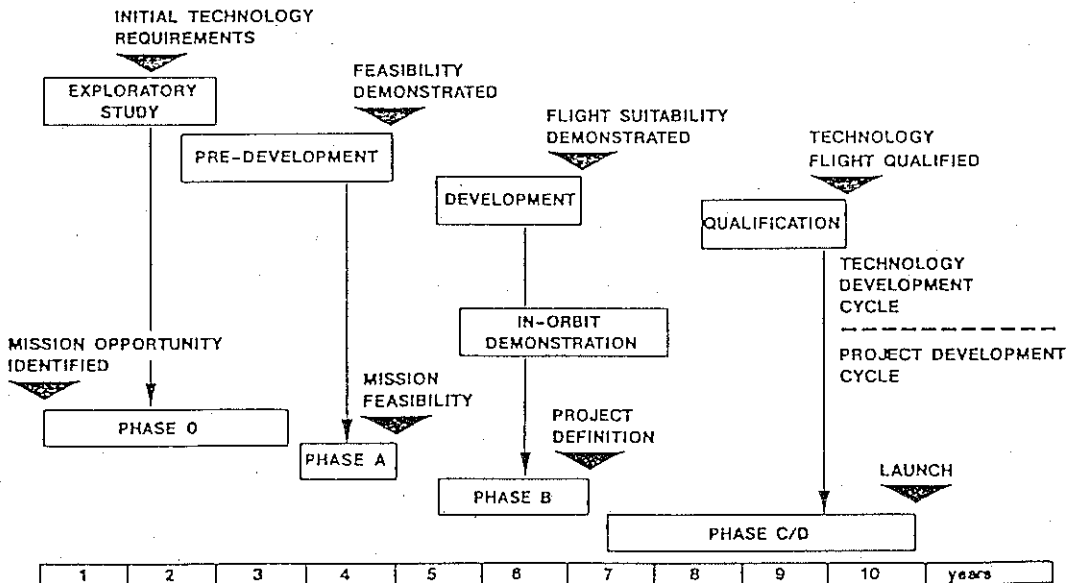 INITIAL TECHNOLOGY
REQUIREMENTS
EXPLORATORY
STUDY
FEASIBILITY
DEMONSTRATED
PRE-DEVELOPMENT
FLIGHT SUITABILITY
DEMONSTRATED
DEVELOPMENT
TECHNOLOGY
FLIGHT QUALIFIED
QUALIFICATION
TECHNOLOGY
DEVELOPMENT
CYCLE
PROJECT DEVELOPMENT
CYCLE
IN-ORBIT
DEMONSTRATION
MISSION OPPORTUNITY
IDENTIFIED
PHASE 0
MISSION
FEASIBILITY
PHASE A
PROJECT
DEFINITION
PHASE B
LAUNCH
PHASE C/D
1 2 3 4 5 6 7 8 9 10 years